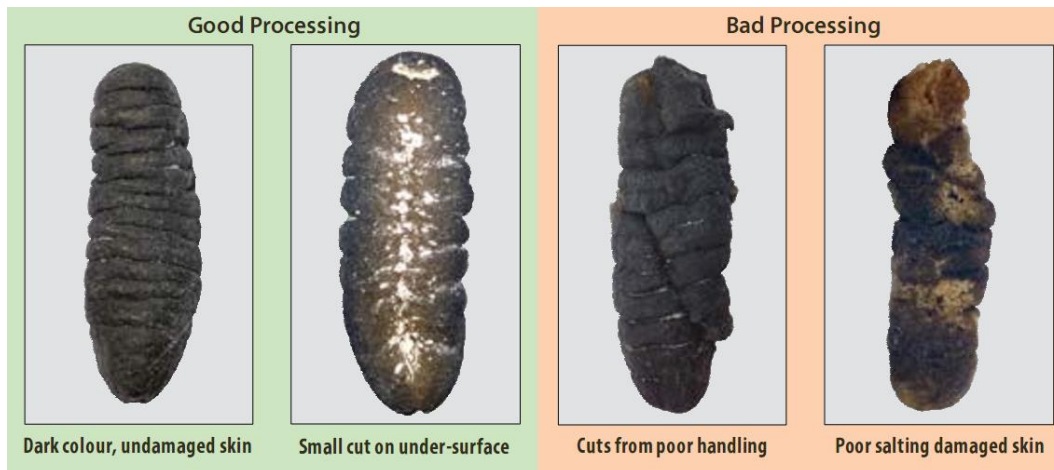 Good Processing
Bad Processing
Dark colour, undamaged skin
Small cut on under-surface
Cuts from poor handling
Poor salting damaged skin